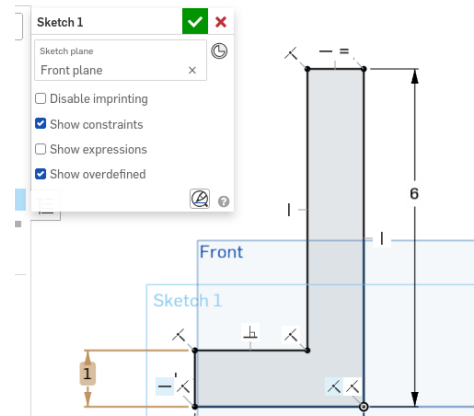 Sketch 1
Sketch plane
Front plane
Disable imprinting
Show constraints
Show expressions
Show overdefined
6
Front
Sketch 1
1